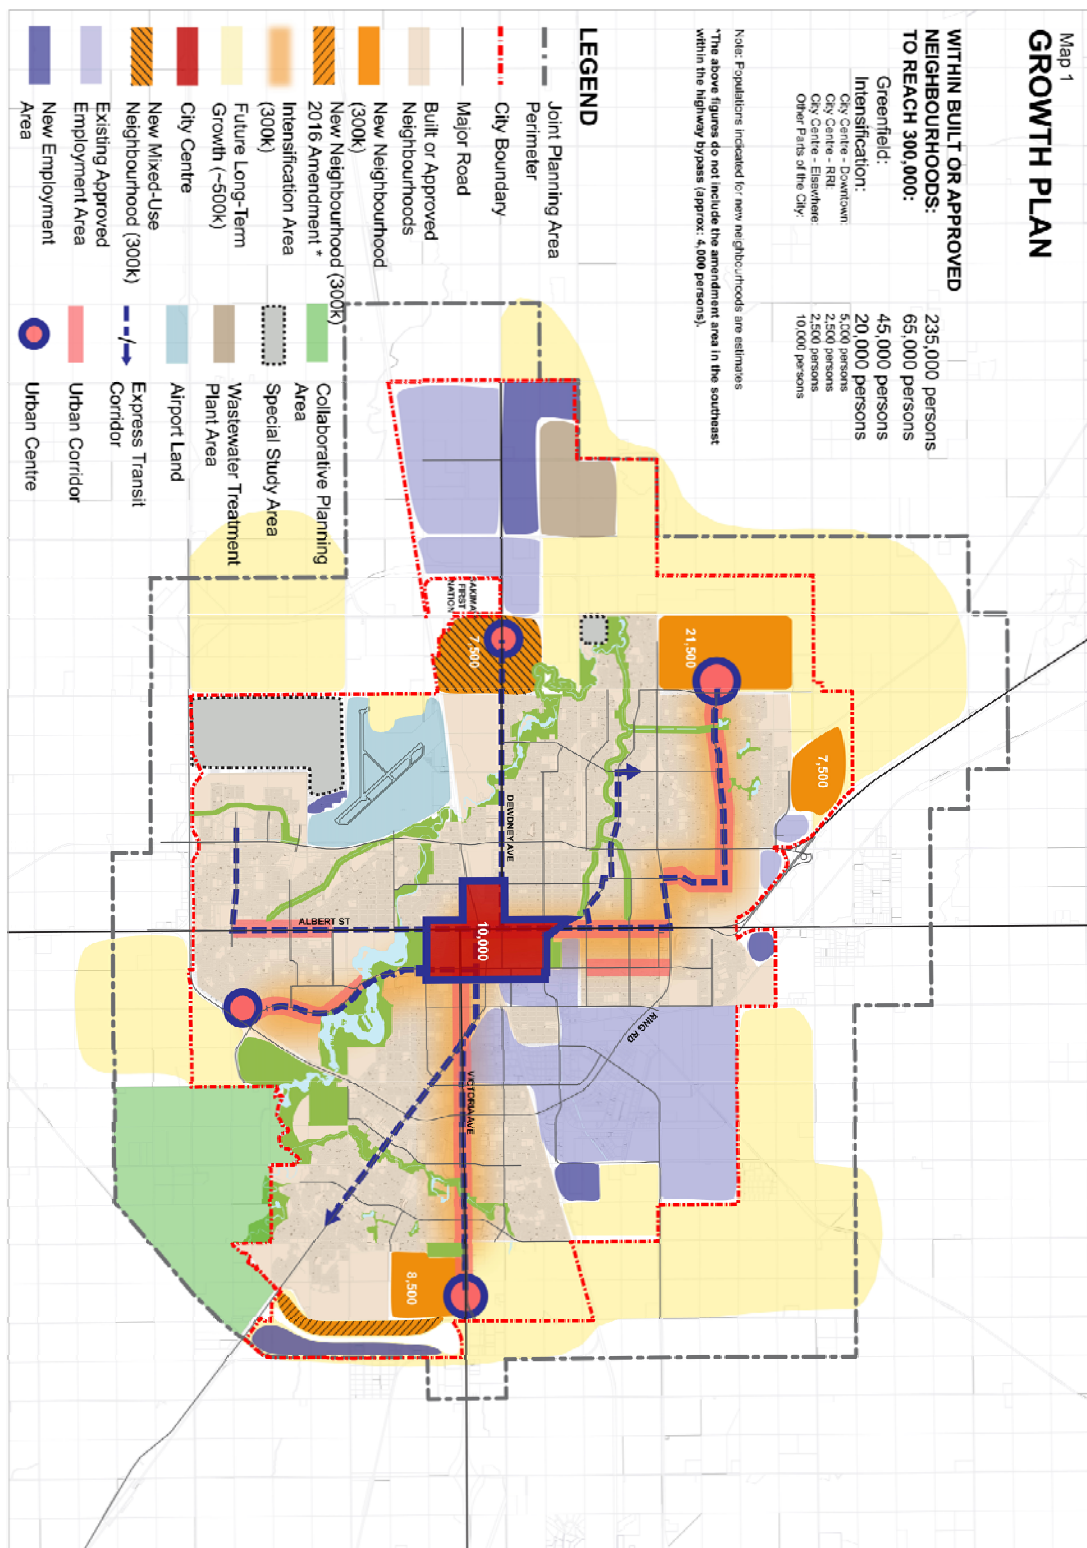 Map 1
GROWTH PLAN
WITHIN BUILT OR APPROVED
NEIGHBOURHOODS: 235,000 persons
TO REACH 300,000: 65,000 persons
Greenfield: 45,000 persons
Intensification: 20,000 persons
City Centre - Downtown: 5,000 persons
City Centre - RRI: 2,500 persons
City Centre - Elsewhere: 2,500 persons
Other Parts of the City: 10,000 persons
Note: Populations indicated for new neighbourhoods are estimates
*The above figures do not include the amendment area in the southeast
within the highway bypass (approx: 4,000 persons).
LEGEND
Joint Planning Area
Perimeter
City Boundary
Major Road
Built or Approved
Neighbourhoods
New Neighbourhood
(300k)
New Neighbourhood (300k)
2016 Amendment *
Intensification Area
(300k)
Future Long-Term
Growth (~500k)
City Centre
New Mixed-Use
Neighbourhood (300k)
Existing Approved
Employment Area
New Employment
Area
Collaborative Planning
Area
Special Study Area
Wastewater Treatment
Plant Area
Airport Land
Express Transit
Corridor
Urban Corridor
Urban Centre
21,500
7,500
7,500
AKIMA
FIRST
NATION
DEWDNEY AVE
ALBERT ST
10,000
RING RD
VICTORIA AVE
8,500